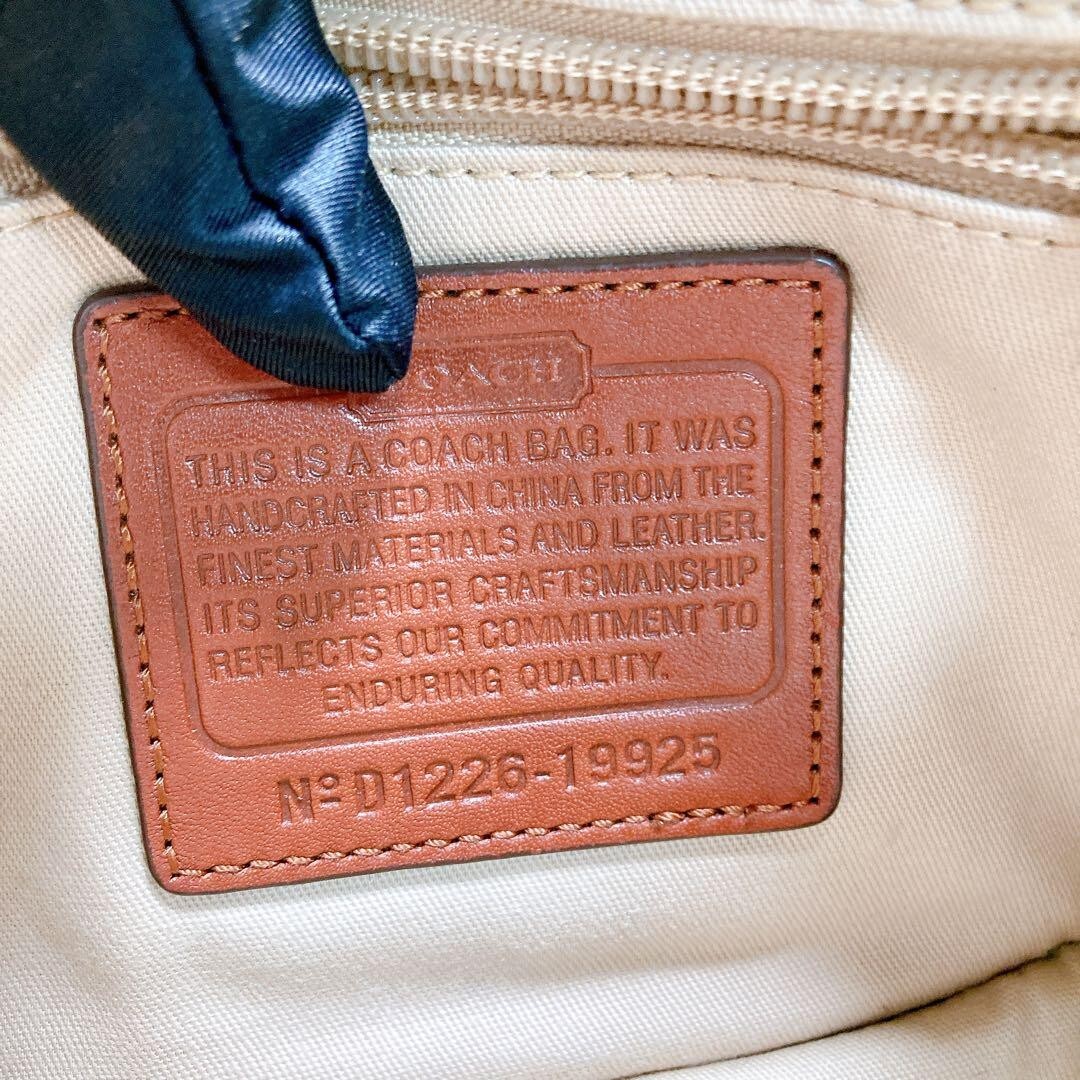 COACH
THIS IS A COACH BAG. IT WAS
HANDCRAFTED IN CHINA FROM THE
FINEST MATERIALS AND LEATHER.
ITS SUPERIOR CRAFTSMANSHIP
REFLECTS OUR COMMITMENT TO
ENDURING QUALITY.
Nº D1226-19925